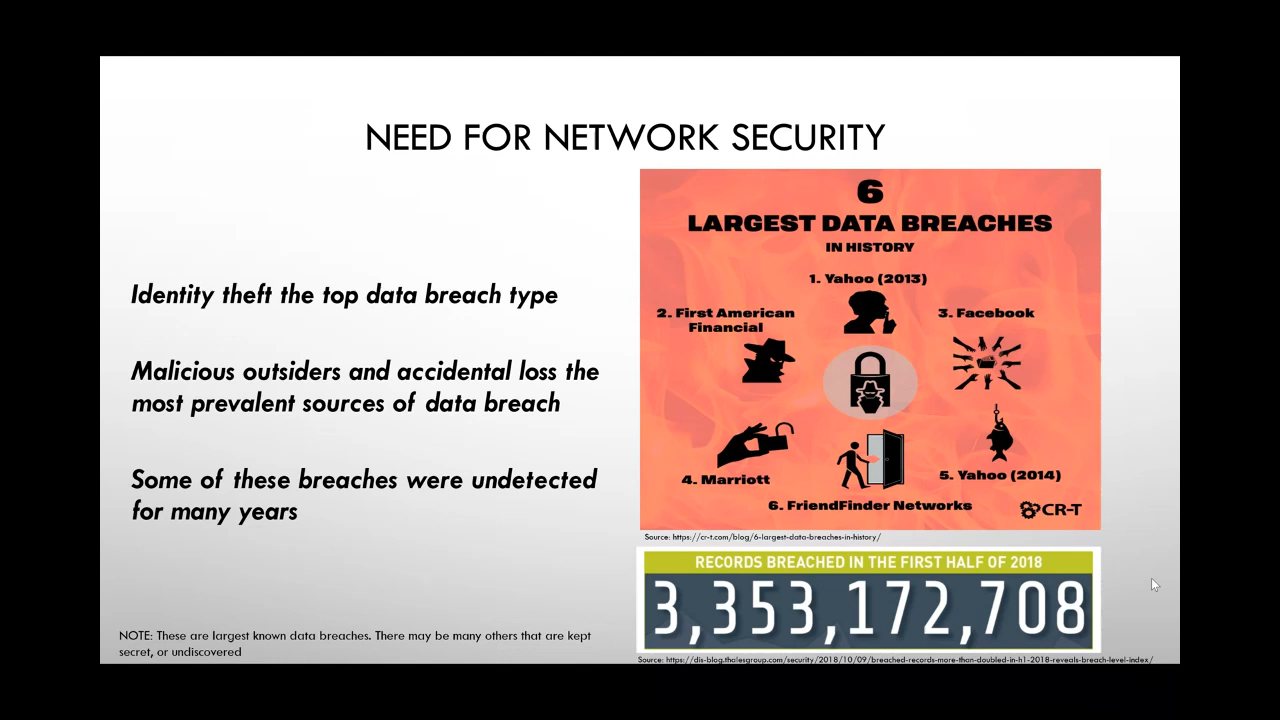 NEED FOR NETWORK SECURITY
Identity theft the top data breach type
Malicious outsiders and accidental loss the
most prevalent sources of data breach
Some of these breaches were undetected
for many years
NOTE: These are largest known data breaches. There may be many others that are kept
secret, or undiscovered
6
LARGEST DATA BREACHES
IN HISTORY
1. Yahoo (2013)
2. First American
Financial
3. Facebook
4. Marriott
5. Yahoo (2014)
6. FriendFinder Networks
CR-T
Source: https://cr-t.com/blog/6-largest-data-breaches-in-history/
RECORDS BREACHED IN THE FIRST HALF OF 2018
3,353,172,708
Source: https://dis-blog.thalesgroup.com/security/2018/10/09/breached-records-more-than-doubled-in-h1-2018-reveals-breach-level-index/